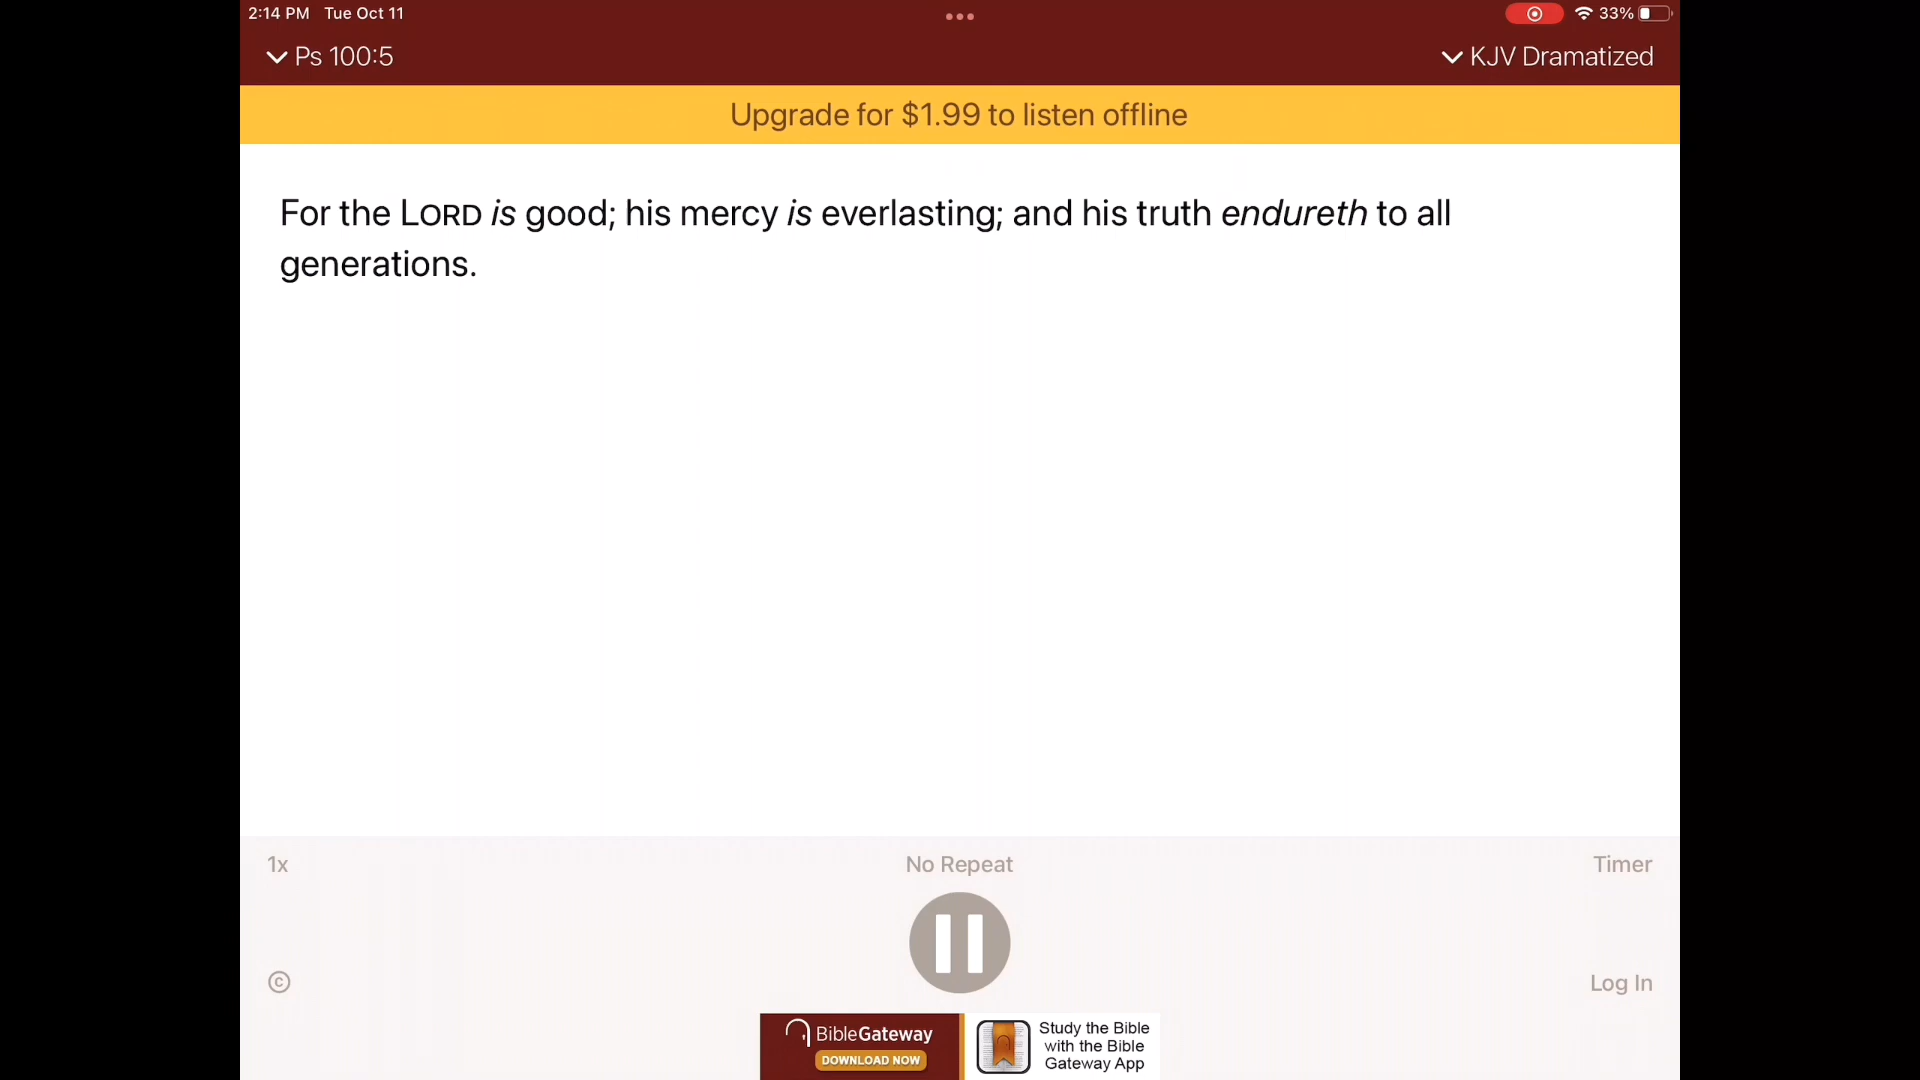 2:14 PM Tue Oct 11
33%
Ps 100:5
KJV Dramatized
Upgrade for $1.99 to listen offline
For the LORD is good; his mercy is everlasting; and his truth endureth to all
generations.
1x
No Repeat
Timer
©
Log In
BibleGateway
DOWNLOAD NOW
Study the Bible
with the Bible
Gateway App